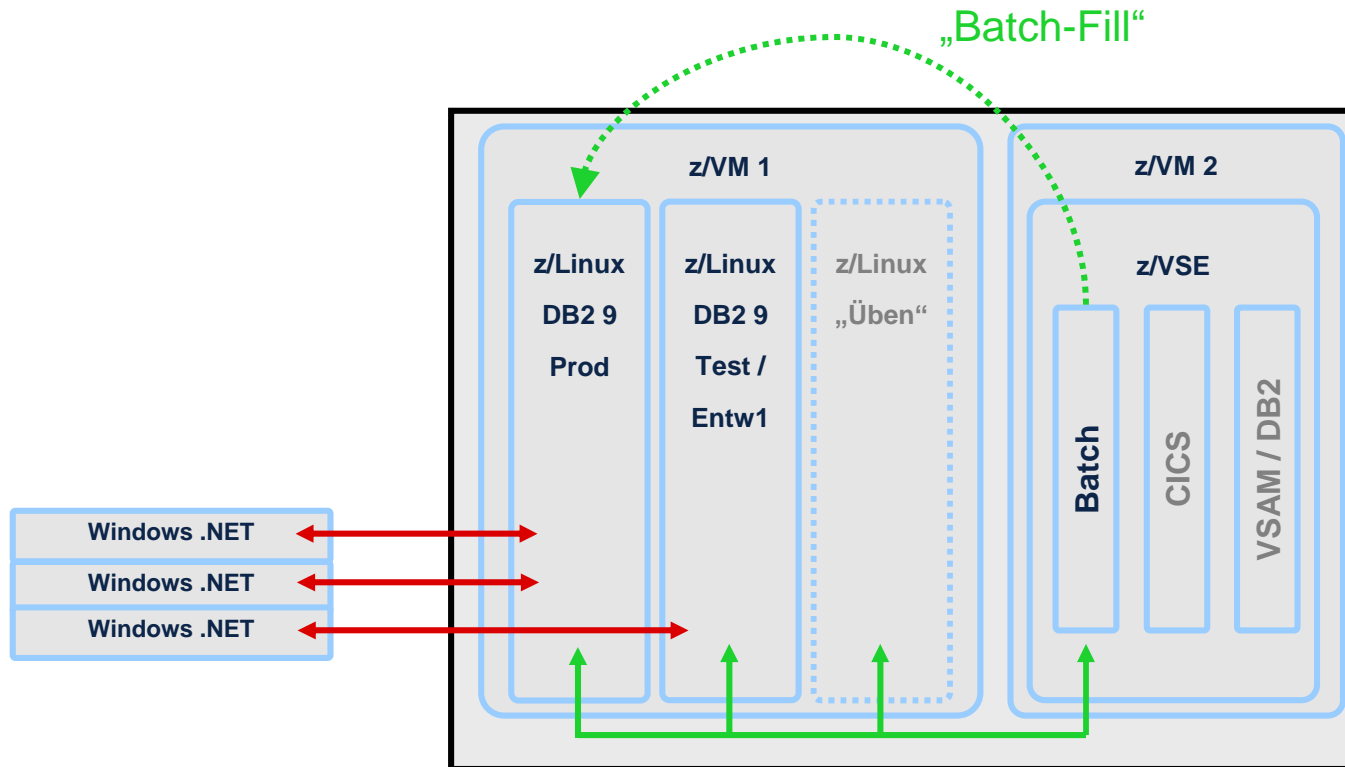 „Batch-Fill“
z/VM 1
z/VM 2
z/Linux
DB2 9
Prod
z/Linux
DB2 9
Test /
Entw1
z/Linux
„Üben“
z/VSE
Batch
CICS
VSAM / DB2
Windows .NET
Windows .NET
Windows .NET